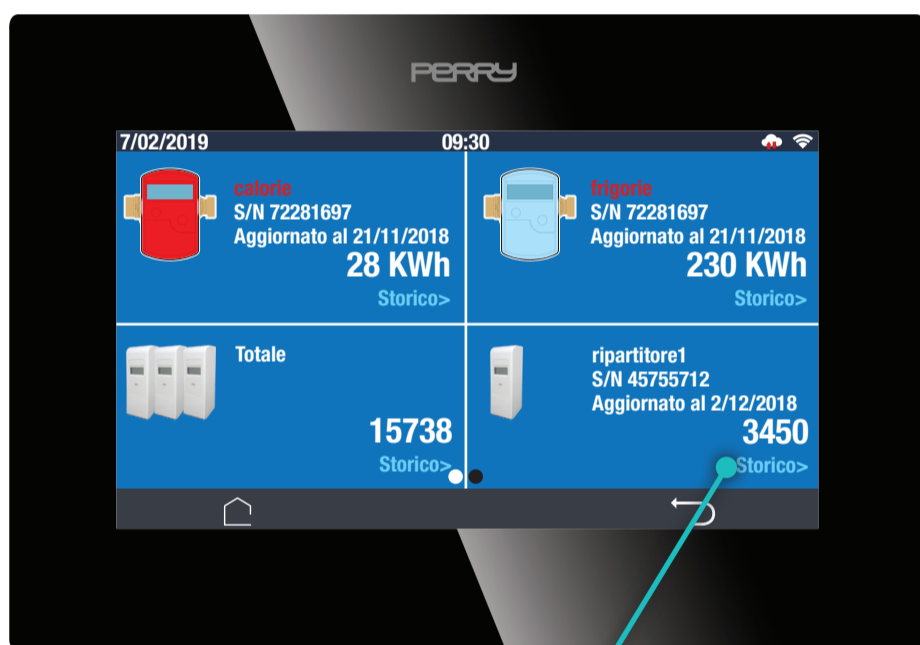 PERRY
7/02/2019 09:30
calorie
S/N 72281697
Aggiornato al 21/11/2018
28 KWh
Storico>
frigorie
S/N 72281697
Aggiornato al 21/11/2018
230 KWh
Storico>
Totale
15738
Storico>
ripartitore1
S/N 45755712
Aggiornato al 2/12/2018
3450
Storico>